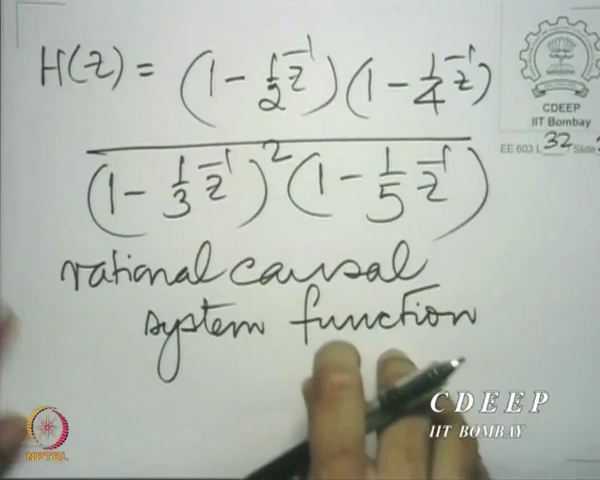 H(z) = (1 - 1/2 z^-1)(1 - 1/4 z^-1)
(1 - 1/3 z^-1)^2 (1 - 1/5 z^-1)
rational causal
system function
CDEEP
IIT Bombay
EE 603 L 32 / Slide
CDEEP
IIT BOMBAY
NPTEL